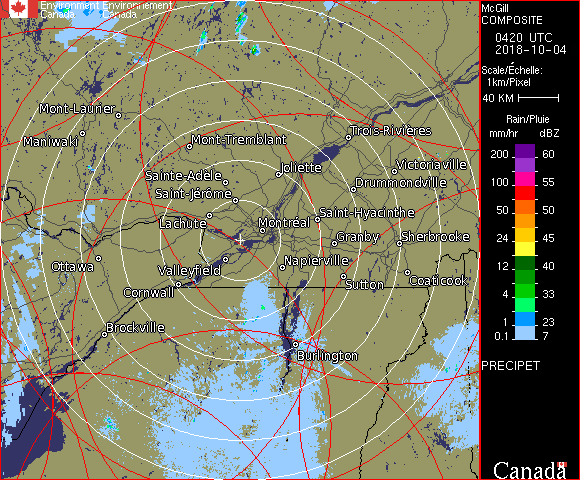 Environment Environnement
Canada Canada
McGill
COMPOSITE
0420 UTC
2018-10-04
Scale/Échelle:
1km/Pixel
40 KM
Rain/Pluie
mm/hr dBZ
200 60
100 55
50 50
24 45
12 40
4 33
1 23
0.1 7
PRECIPET
Canada
Mont-Laurier
Maniwaki
Mont-Tremblant
Trois-Rivières
Sainte-Adèle
Joliette
Victoriaville
Saint-Jérôme
Drummondville
Lachute
Montréal
Saint-Hyacinthe
Granby
Sherbrooke
Ottawa
Valleyfield
Napierville
Cornwall
Sutton
Coaticook
Brockville
Burlington